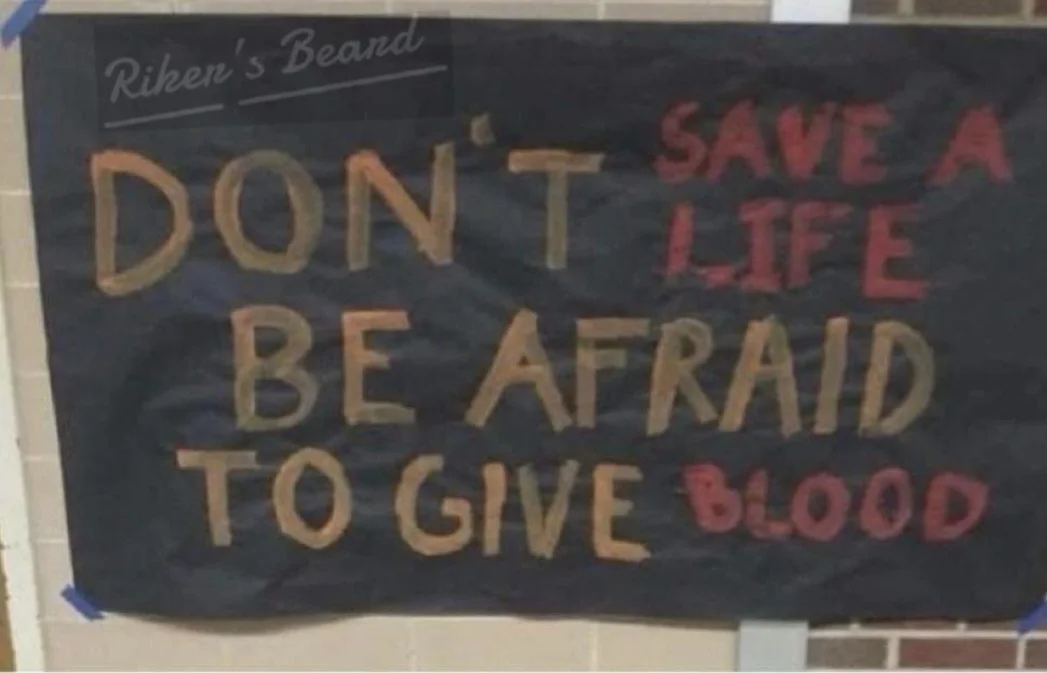 Riker's Beard
DON'T SAVE A
LIFE
BE AFRAID
TO GIVE BLOOD